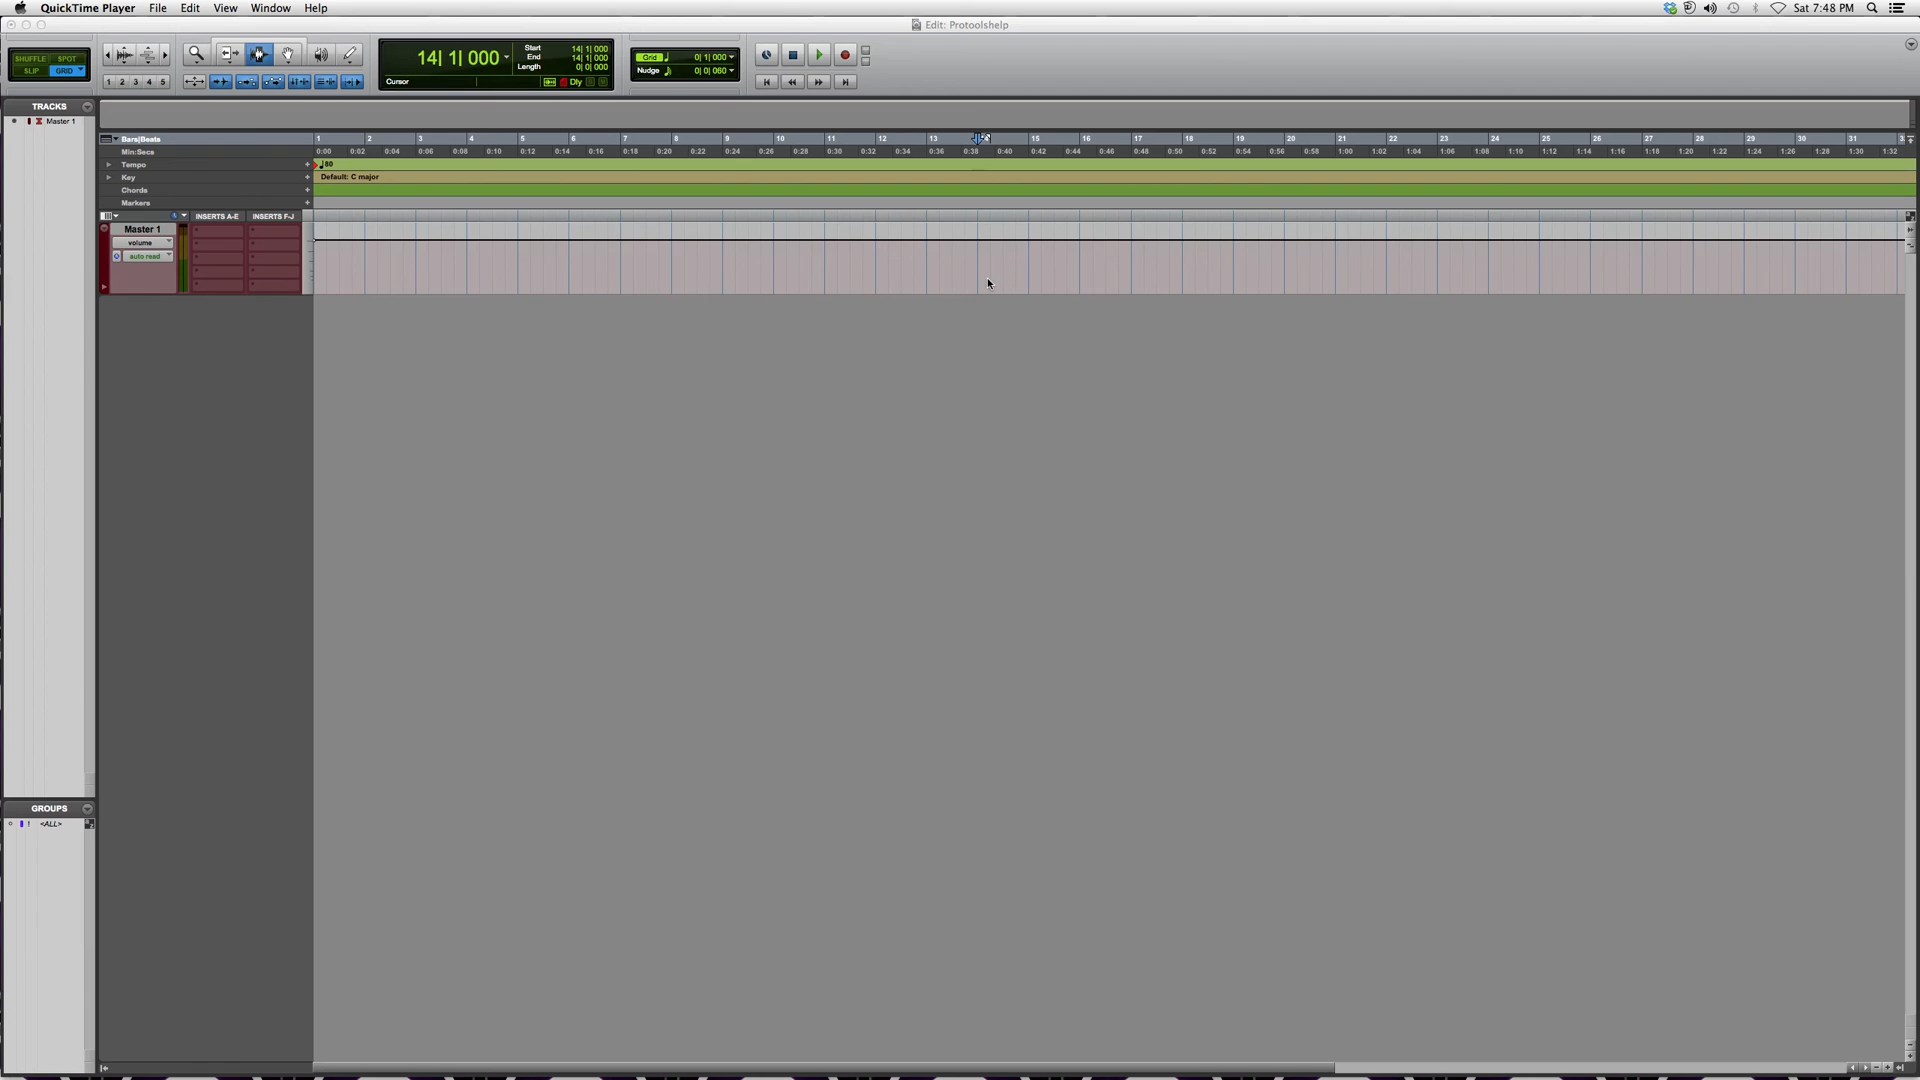 QuickTime Player File Edit View Window Help Sat 7:48 PM
Edit: Protoolshelp
SHUFFLE SPOT
SLIP GRID
1 2 3 4 5
14| 1| 000
Start 14| 1| 000
End 14| 1| 000
Length 0| 0| 000
Cursor Dly
Grid 0| 1| 000
Nudge 0| 0| 060
TRACKS
Master 1
Bars|Beats 1 2 3 4 5 6 7 8 9 10 11 12 13 15 16 17 18 19 20 21 22 23 24 25 26 27 28 29 30 31 3
Min:Secs 0:00 0:02 0:04 0:06 0:08 0:10 0:12 0:14 0:16 0:18 0:20 0:22 0:24 0:26 0:28 0:30 0:32 0:34 0:36 0:38 0:40 0:42 0:44 0:46 0:48 0:50 0:52 0:54 0:56 0:58 1:00 1:02 1:04 1:06 1:08 1:10 1:12 1:14 1:16 1:18 1:20 1:22 1:24 1:26 1:28 1:30 1:32
Tempo 80
Key Default: C major
Chords
Markers
INSERTS A-E INSERTS F-J
Master 1
volume
auto read
GROUPS
1 <ALL>